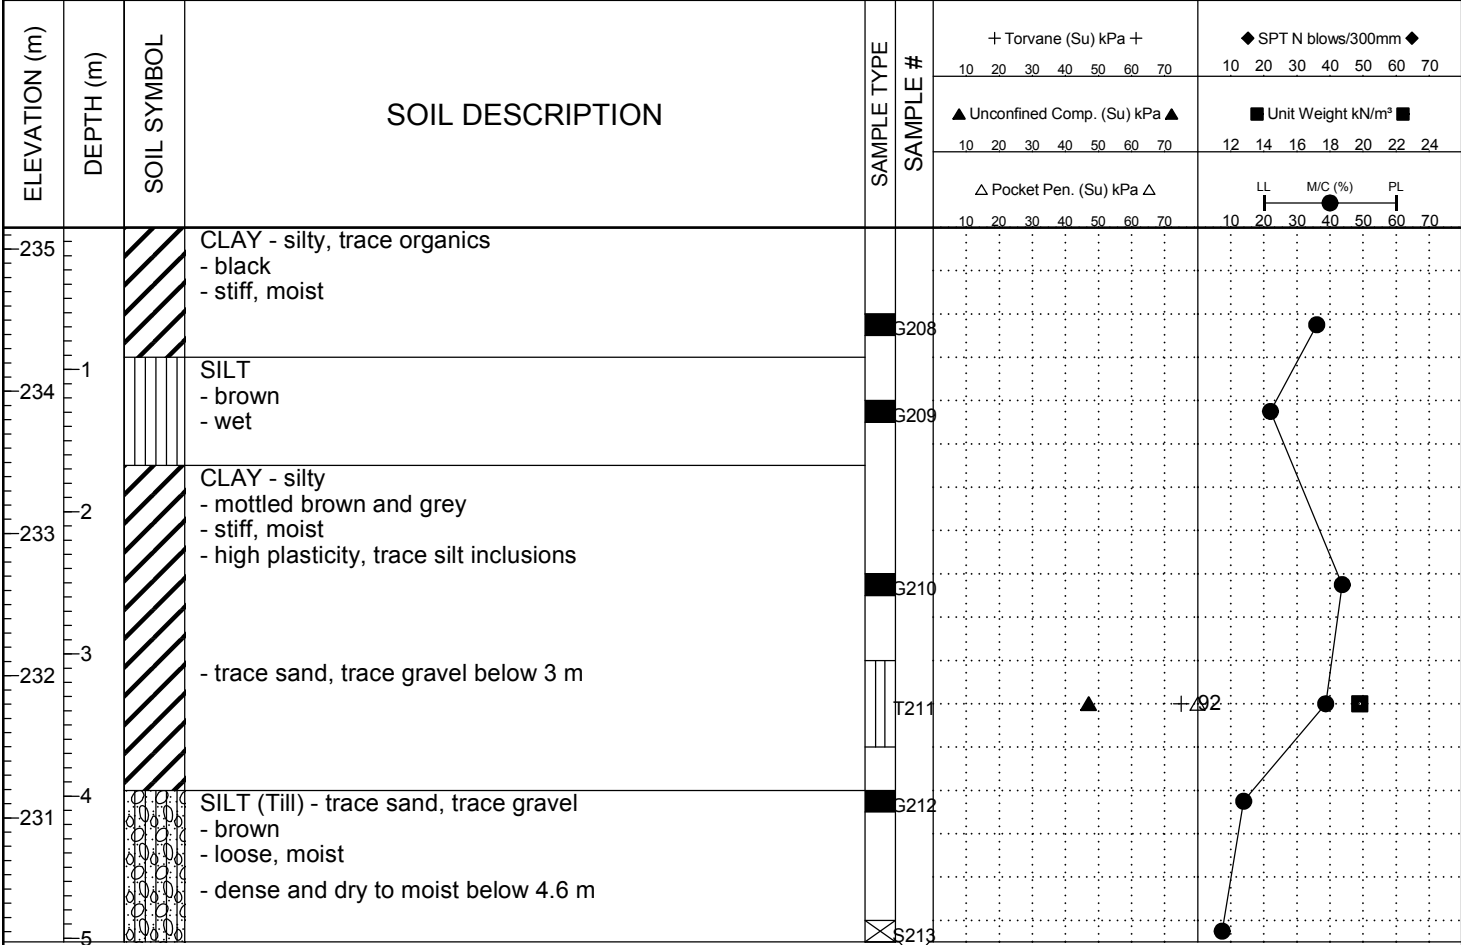 ELEVATION (m)
DEPTH (m)
SOIL SYMBOL
SOIL DESCRIPTION
SAMPLE TYPE
SAMPLE #
+ Torvane (Su) kPa +
10 20 30 40 50 60 70
▲ Unconfined Comp. (Su) kPa ▲
10 20 30 40 50 60 70
△ Pocket Pen. (Su) kPa △
10 20 30 40 50 60 70
◆ SPT N blows/300mm ◆
10 20 30 40 50 60 70
■ Unit Weight kN/m³ ■
12 14 16 18 20 22 24
LL M/C (%) PL
10 20 30 40 50 60 70
235
CLAY - silty, trace organics
- black
- stiff, moist
G208
1
SILT
234
- brown
- wet
G209
CLAY - silty
- mottled brown and grey
2
- stiff, moist
233
- high plasticity, trace silt inclusions
G210
3
232
- trace sand, trace gravel below 3 m
T211
92
4
SILT (Till) - trace sand, trace gravel
G212
231
- brown
- loose, moist
- dense and dry to moist below 4.6 m
5
S213